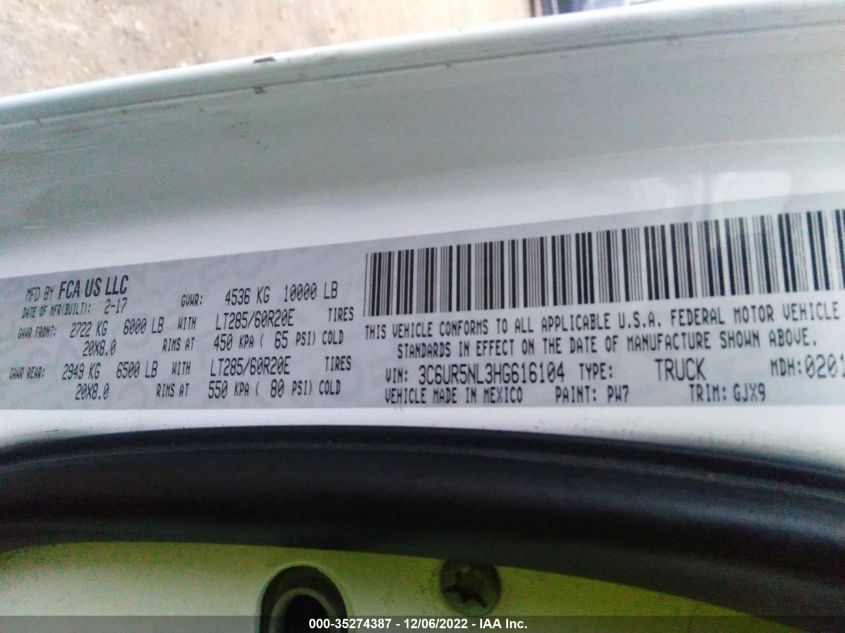 MFD BY FCA US LLC
DATE OF MFR(BUILT): 2-17 GVWR: 4536 KG 10000 LB
GAWR FRONT: 2722 KG 6000 LB WITH LT285/60R20E TIRES
20X8.0 RIMS AT 450 KPA( 65 PSI) COLD
GAWR REAR: 2949 KG 6500 LB WITH LT285/60R20E TIRES
20X8.0 RIMS AT 550 KPA( 80 PSI) COLD
THIS VEHICLE CONFORMS TO ALL APPLICABLE U.S.A. FEDERAL MOTOR VEHICLE
STANDARDS IN EFFECT ON THE DATE OF MANUFACTURE SHOWN ABOVE.
VIN: 3C6UR5NL3HG616104 TYPE: TRUCK MDH:0201
VEHICLE MADE IN MEXICO PAINT: PW7 TRIM: GJX9
000-35274387 - 12/06/2022 - IAA Inc.